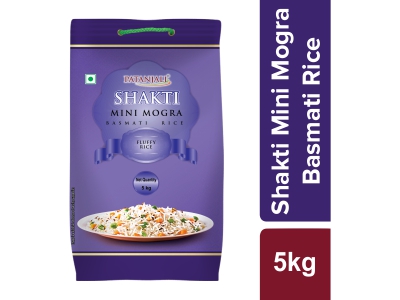 PATANJALI
SHAKTI
MINI MOGRA
BASMATI RICE
FLUFFY
RICE
Net Quantity
5 kg
Shakti Mini Mogra
Basmati Rice
5kg